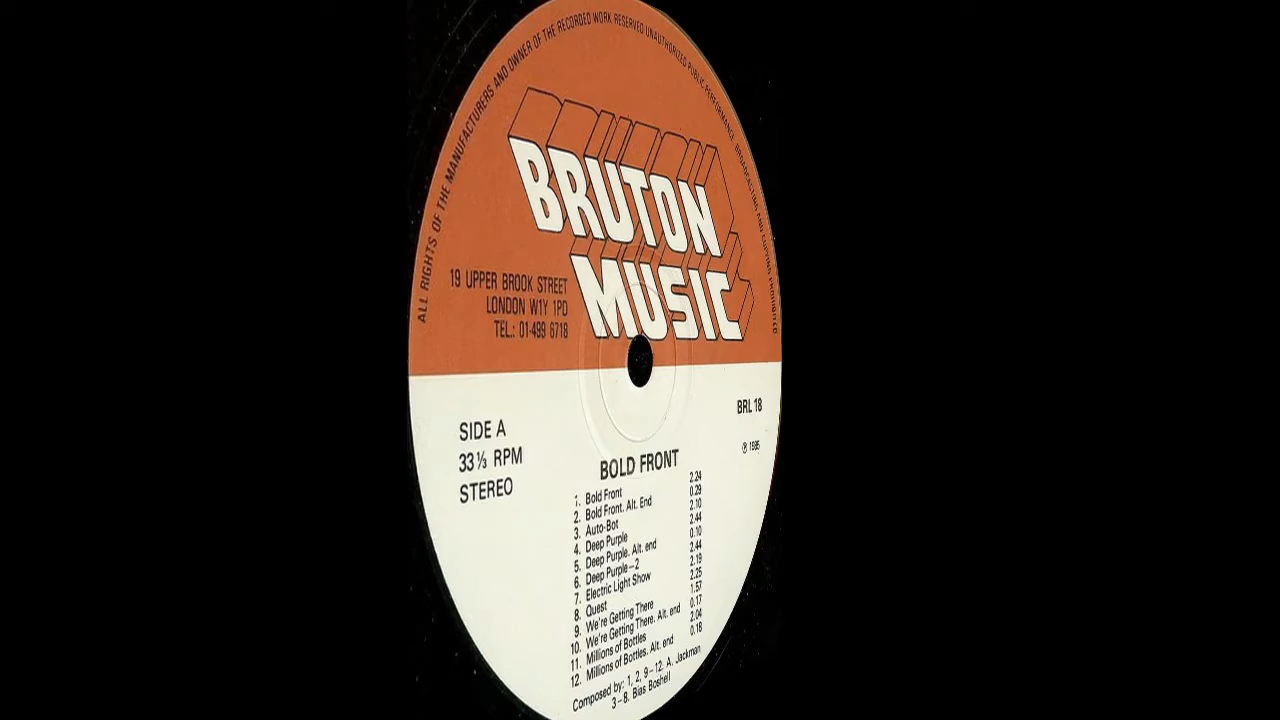 ALL RIGHTS OF THE MANUFACTURERS AND OWNER OF THE RECORDED WORK RESERVED UNAUTHORIZED PUBLIC PERFORMANCE, BROADCASTING AND COPYING PROHIBITED
BRUTON
MUSIC
19 UPPER BROOK STREET
LONDON W1Y 1PD
TEL.: 01-499 6718
BRL 18
℗ 1985
SIDE A
33⅓ RPM
STEREO
BOLD FRONT
1. Bold Front 2.24
2. Bold Front. Alt. End 0.29
3. Auto-Bot 2.10
4. Deep Purple 2.44
5. Deep Purple. Alt. end 0.10
6. Deep Purple–2 2.44
7. Electric Light Show 2.19
8. Quest 2.25
9. We're Getting There 1.57
10. We're Getting There. Alt. end 0.17
11. Millions of Bottles 2.04
12. Millions of Bottles. Alt. end 0.18
Composed by: 1, 2, 9–12. A. Jackman
3–8. Bias Boshell